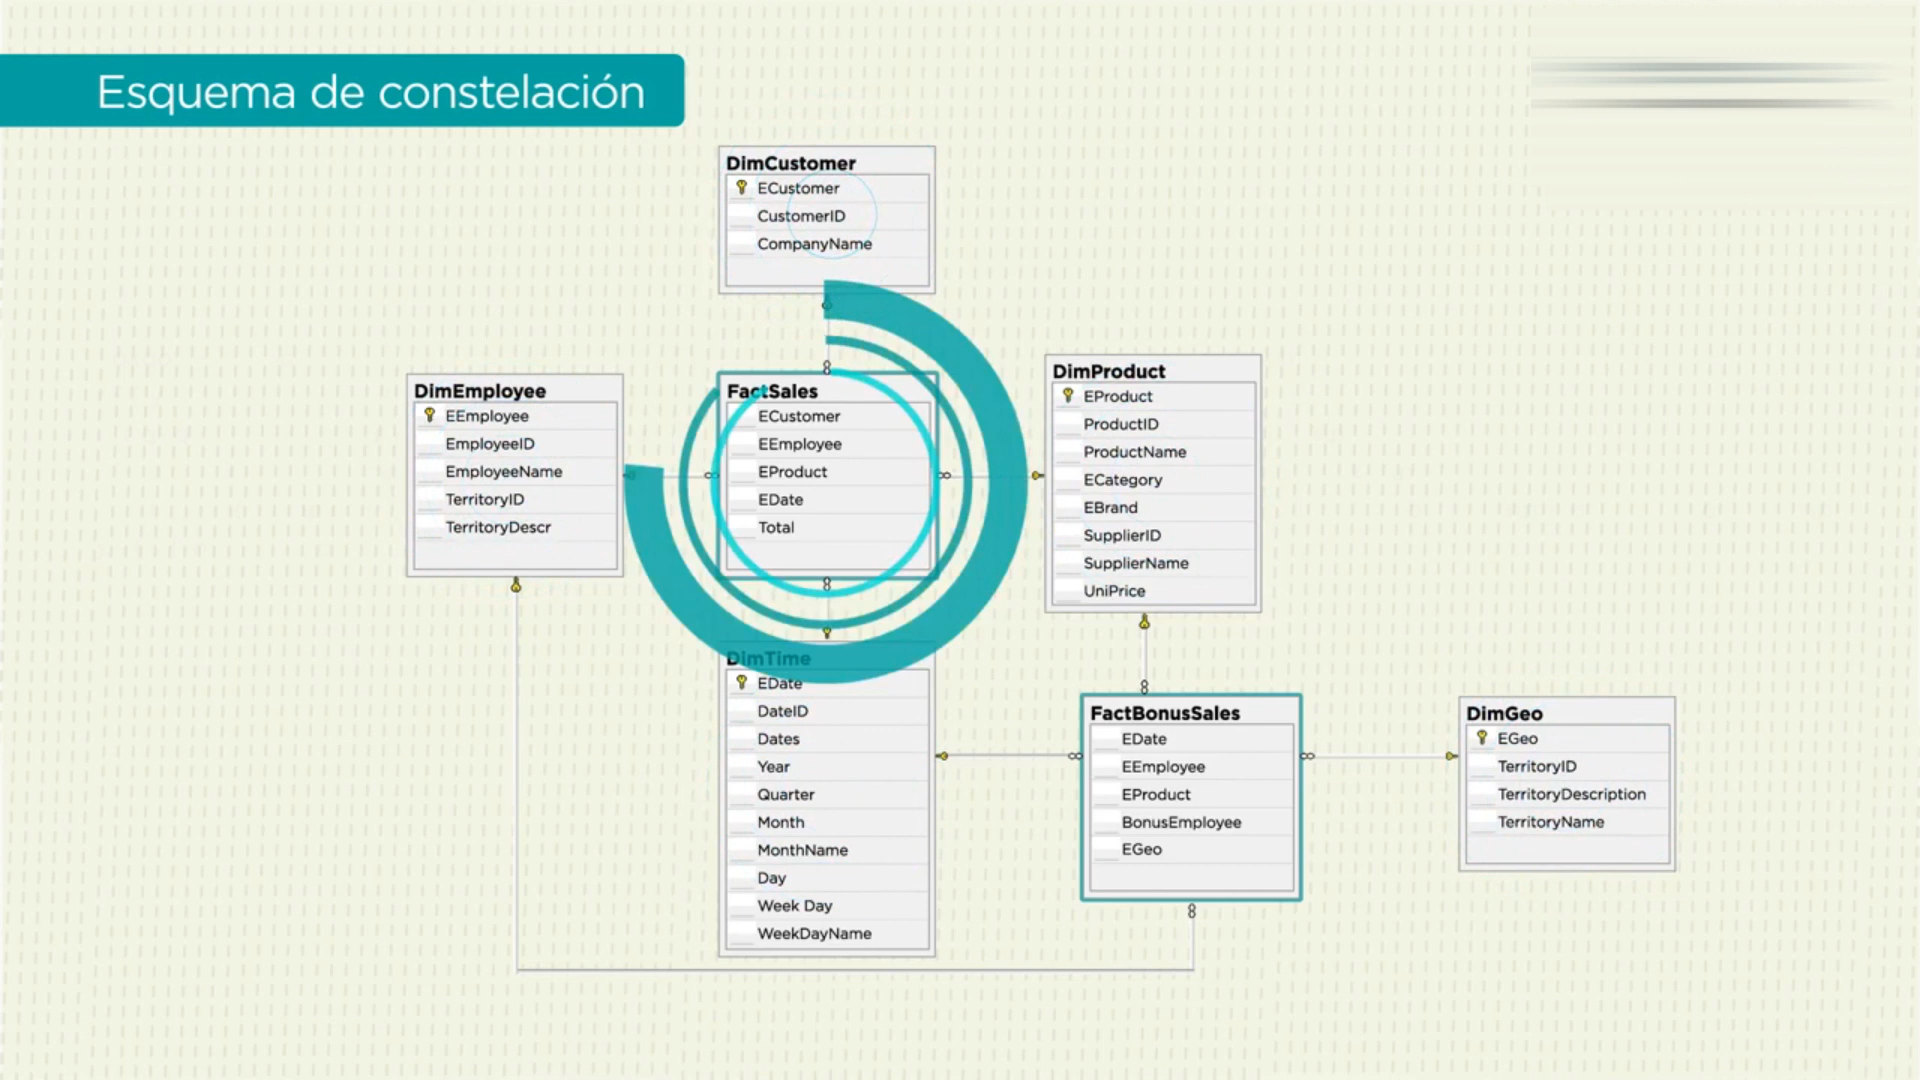 Esquema de constelación
DimCustomer
ECustomer
CustomerID
CompanyName
DimEmployee
EEmployee
EmployeeID
EmployeeName
TerritoryID
TerritoryDescr
FactSales
ECustomer
EEmployee
EProduct
EDate
Total
DimProduct
EProduct
ProductID
ProductName
ECategory
EBrand
SupplierID
SupplierName
UniPrice
DimTime
EDate
DateID
Dates
Year
Quarter
Month
MonthName
Day
Week Day
WeekDayName
FactBonusSales
EDate
EEmployee
EProduct
BonusEmployee
EGeo
DimGeo
EGeo
TerritoryID
TerritoryDescription
TerritoryName